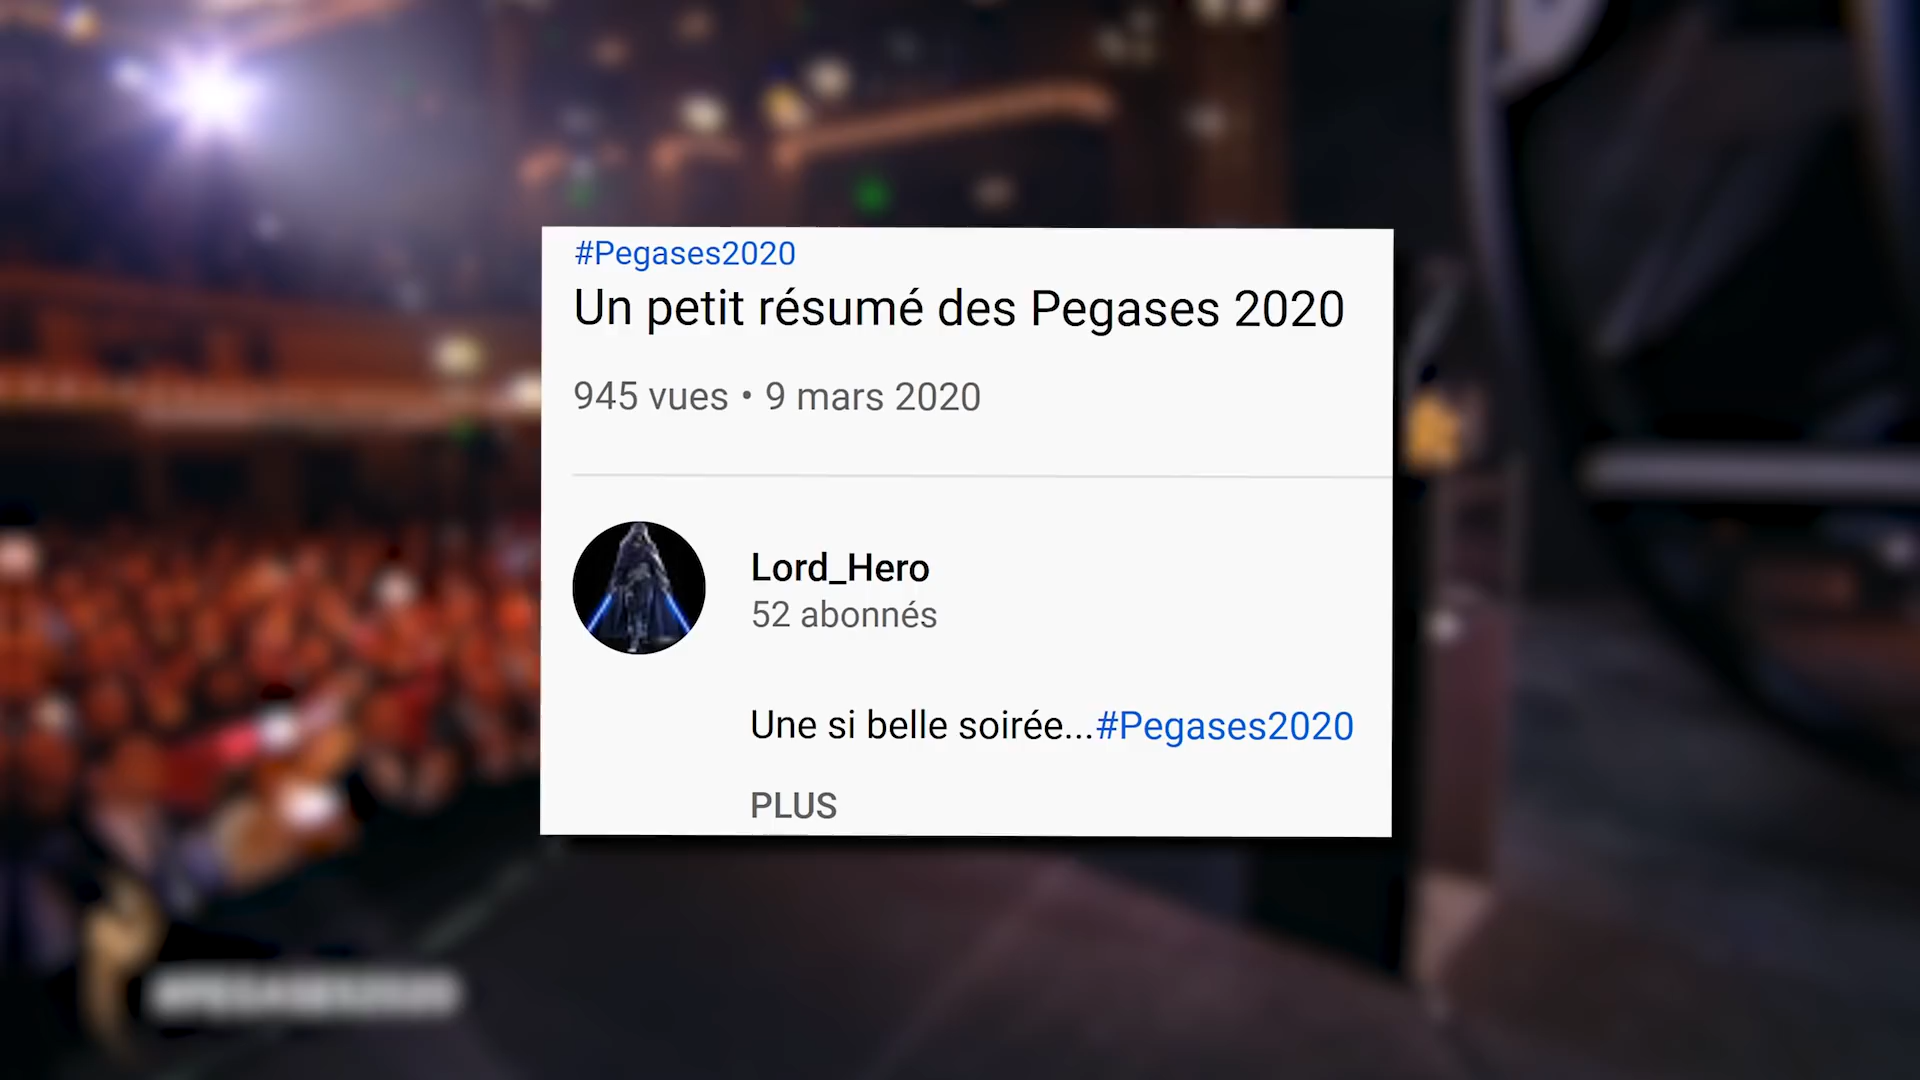 #Pegases2020
Un petit résumé des Pegases 2020
945 vues • 9 mars 2020
Lord_Hero
52 abonnés
Une si belle soirée...#Pegases2020
PLUS